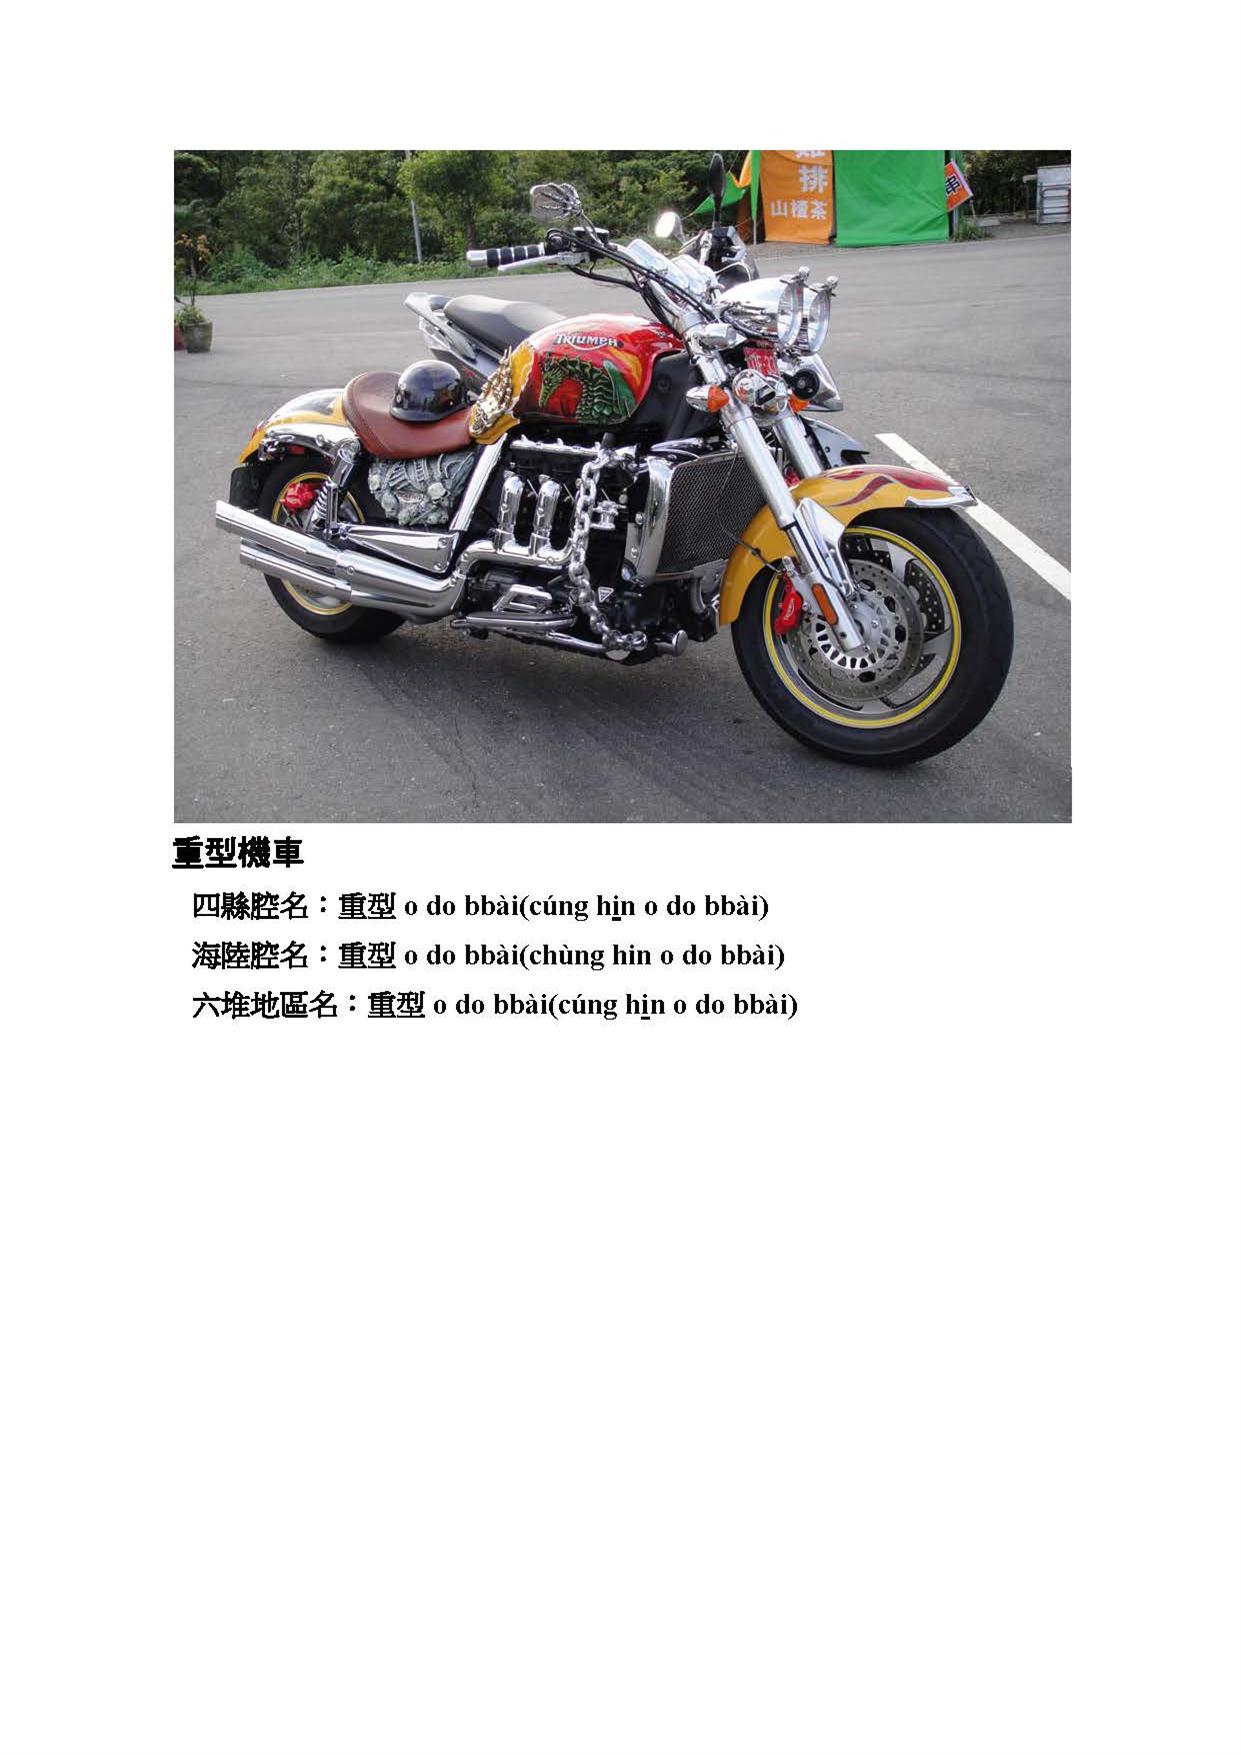 排
山楂茶
TRIUMPH
重型機車
四縣腔名：重型 o do bbài(cúng hi̲n o do bbài)
海陸腔名：重型 o do bbài(chùng hin o do bbài)
六堆地區名：重型 o do bbài(cúng hi̲n o do bbài)